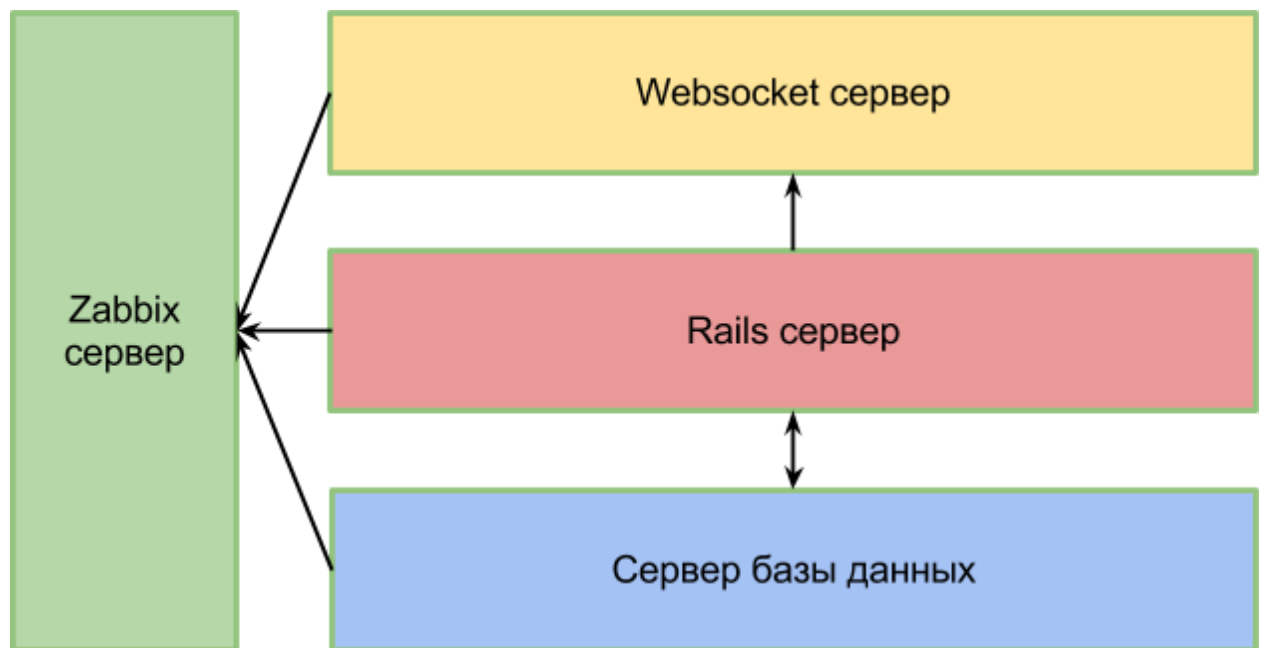 Websocket сервер
Zabbix
сервер
Rails сервер
Сервер базы данных